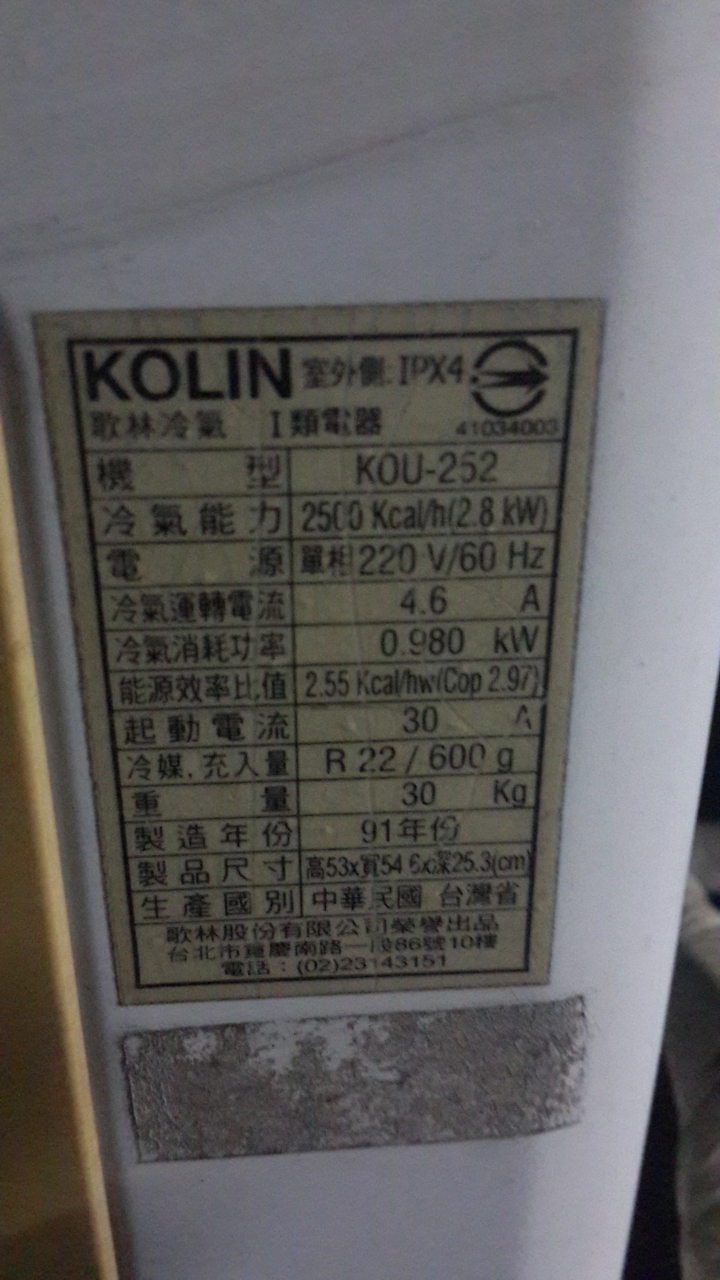 KOLIN 室外側: IPX4
歌林冷氣 I 類電器 41034003
機型 KOU-252
冷氣能力 2500 Kcal/h(2.8 kW)
電源 單相 220 V/60 Hz
冷氣運轉電流 4.6 A
冷氣消耗功率 0.980 kW
能源效率比值 2.55 Kcal/hw(Cop 2.97)
起動電流 30 A
冷媒.充入量 R 22 / 600 g
重量 30 Kg
製造年份 91年份
製品尺寸 高53x寬54.6x深25.3(cm)
生產國別 中華民國 台灣省
歌林股份有限公司榮譽出品
台北市寶慶南路一段86號10樓
電話：(02)23143151